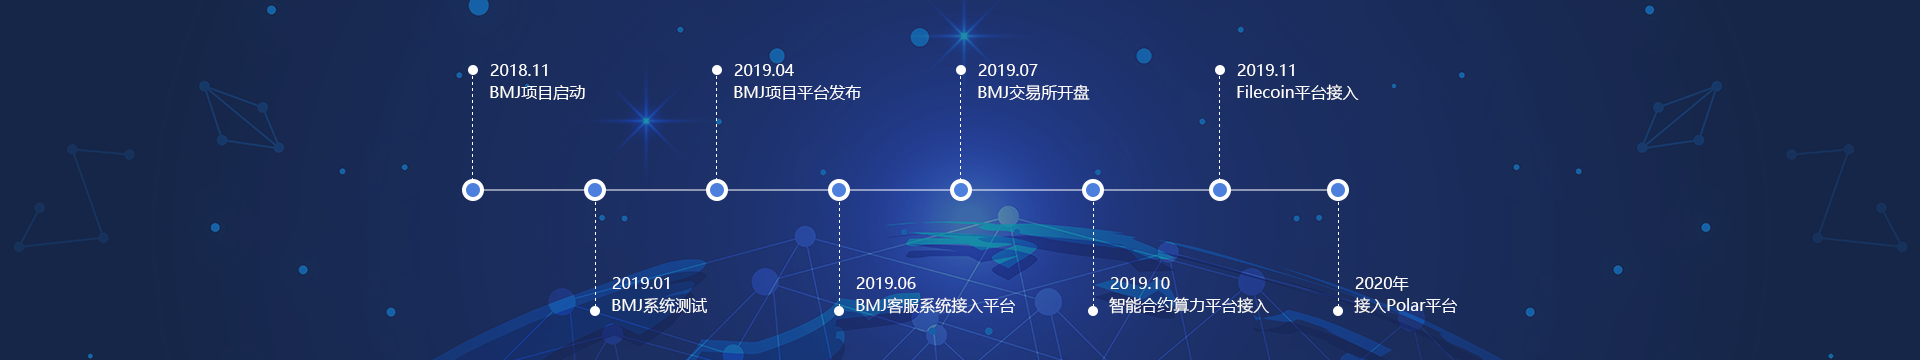 2018.11
BMJ项目启动
2019.01
BMJ系统测试
2019.04
BMJ项目平台发布
2019.06
BMJ客服系统接入平台
2019.07
BMJ交易所开盘
2019.10
智能合约算力平台接入
2019.11
Filecoin平台接入
2020年
接入Polar平台